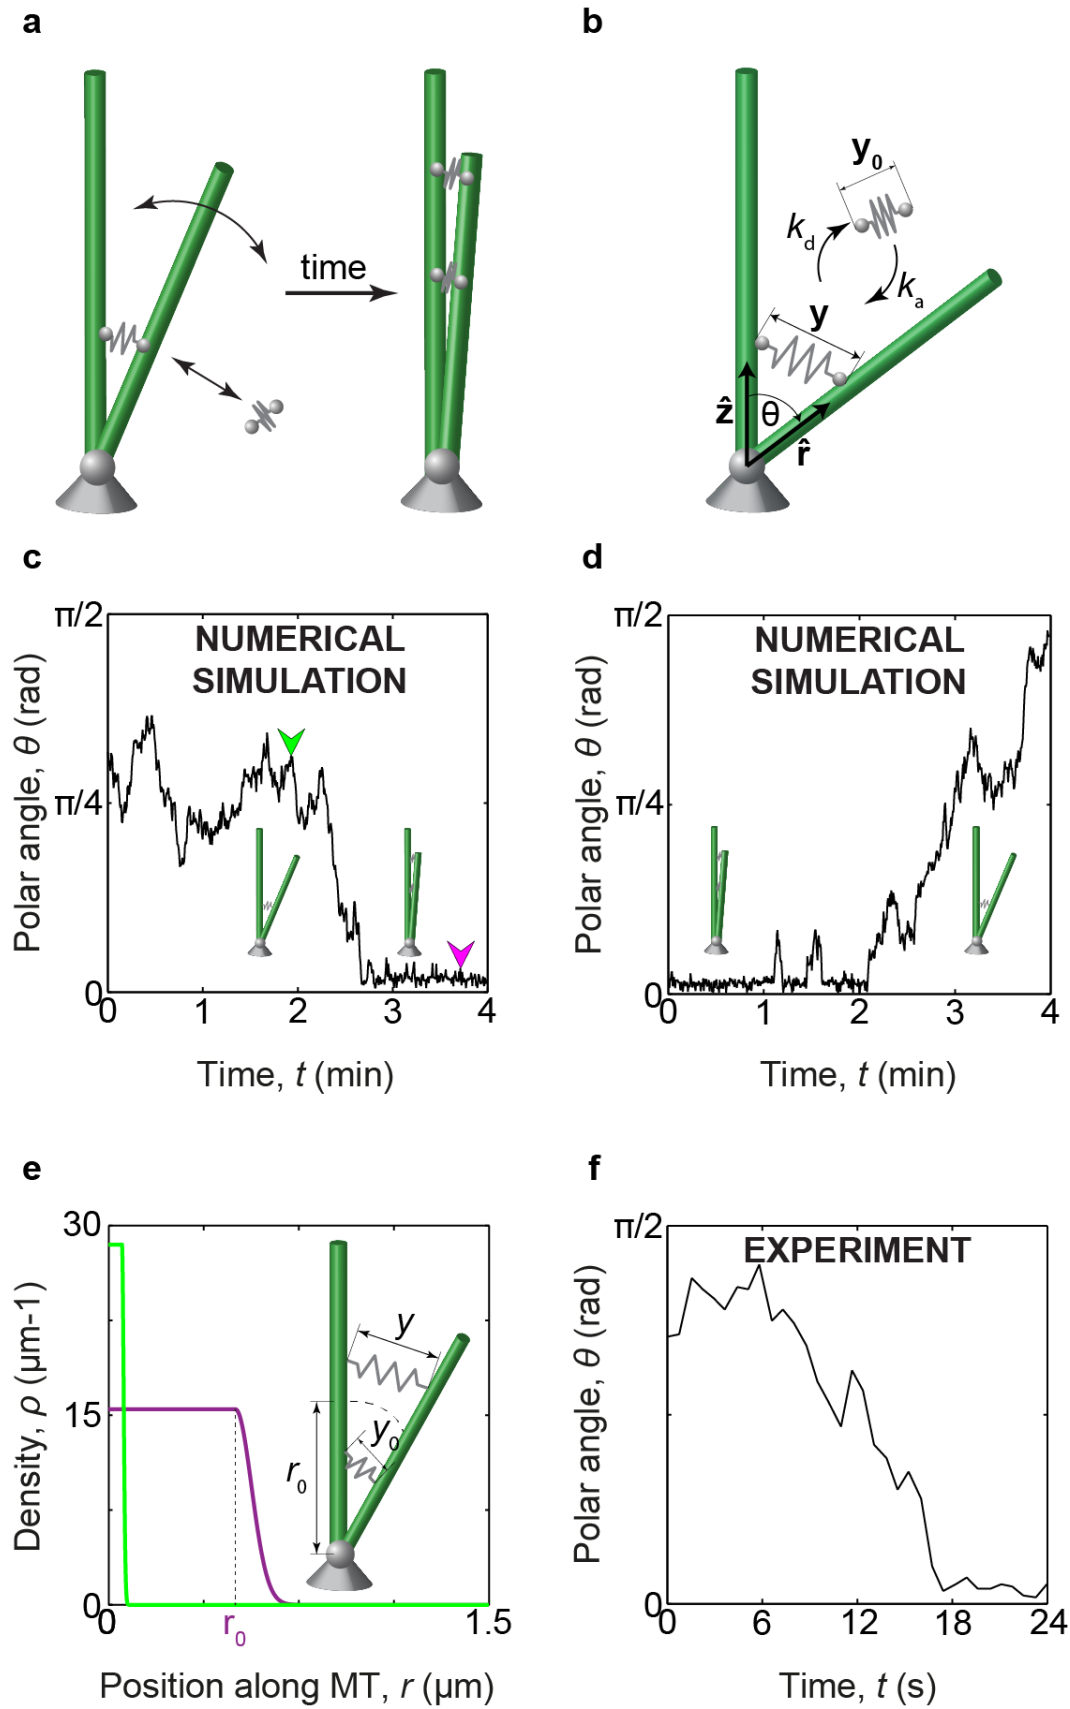 a
b
time
y0
kd
ka
y
ẑ
θ
r̂
c
d
π/2
π/4
0
NUMERICAL
SIMULATION
0
1
2
3
4
Polar angle, θ (rad)
Time, t (min)
π/2
π/4
0
NUMERICAL
SIMULATION
0
1
2
3
4
Polar angle, θ (rad)
Time, t (min)
e
f
30
15
0
y
y0
r0
0
r0
1.5
Density, ρ (μm-1)
Position along MT, r (μm)
π/2
0
EXPERIMENT
0
6
12
18
24
Polar angle, θ (rad)
Time, t (s)